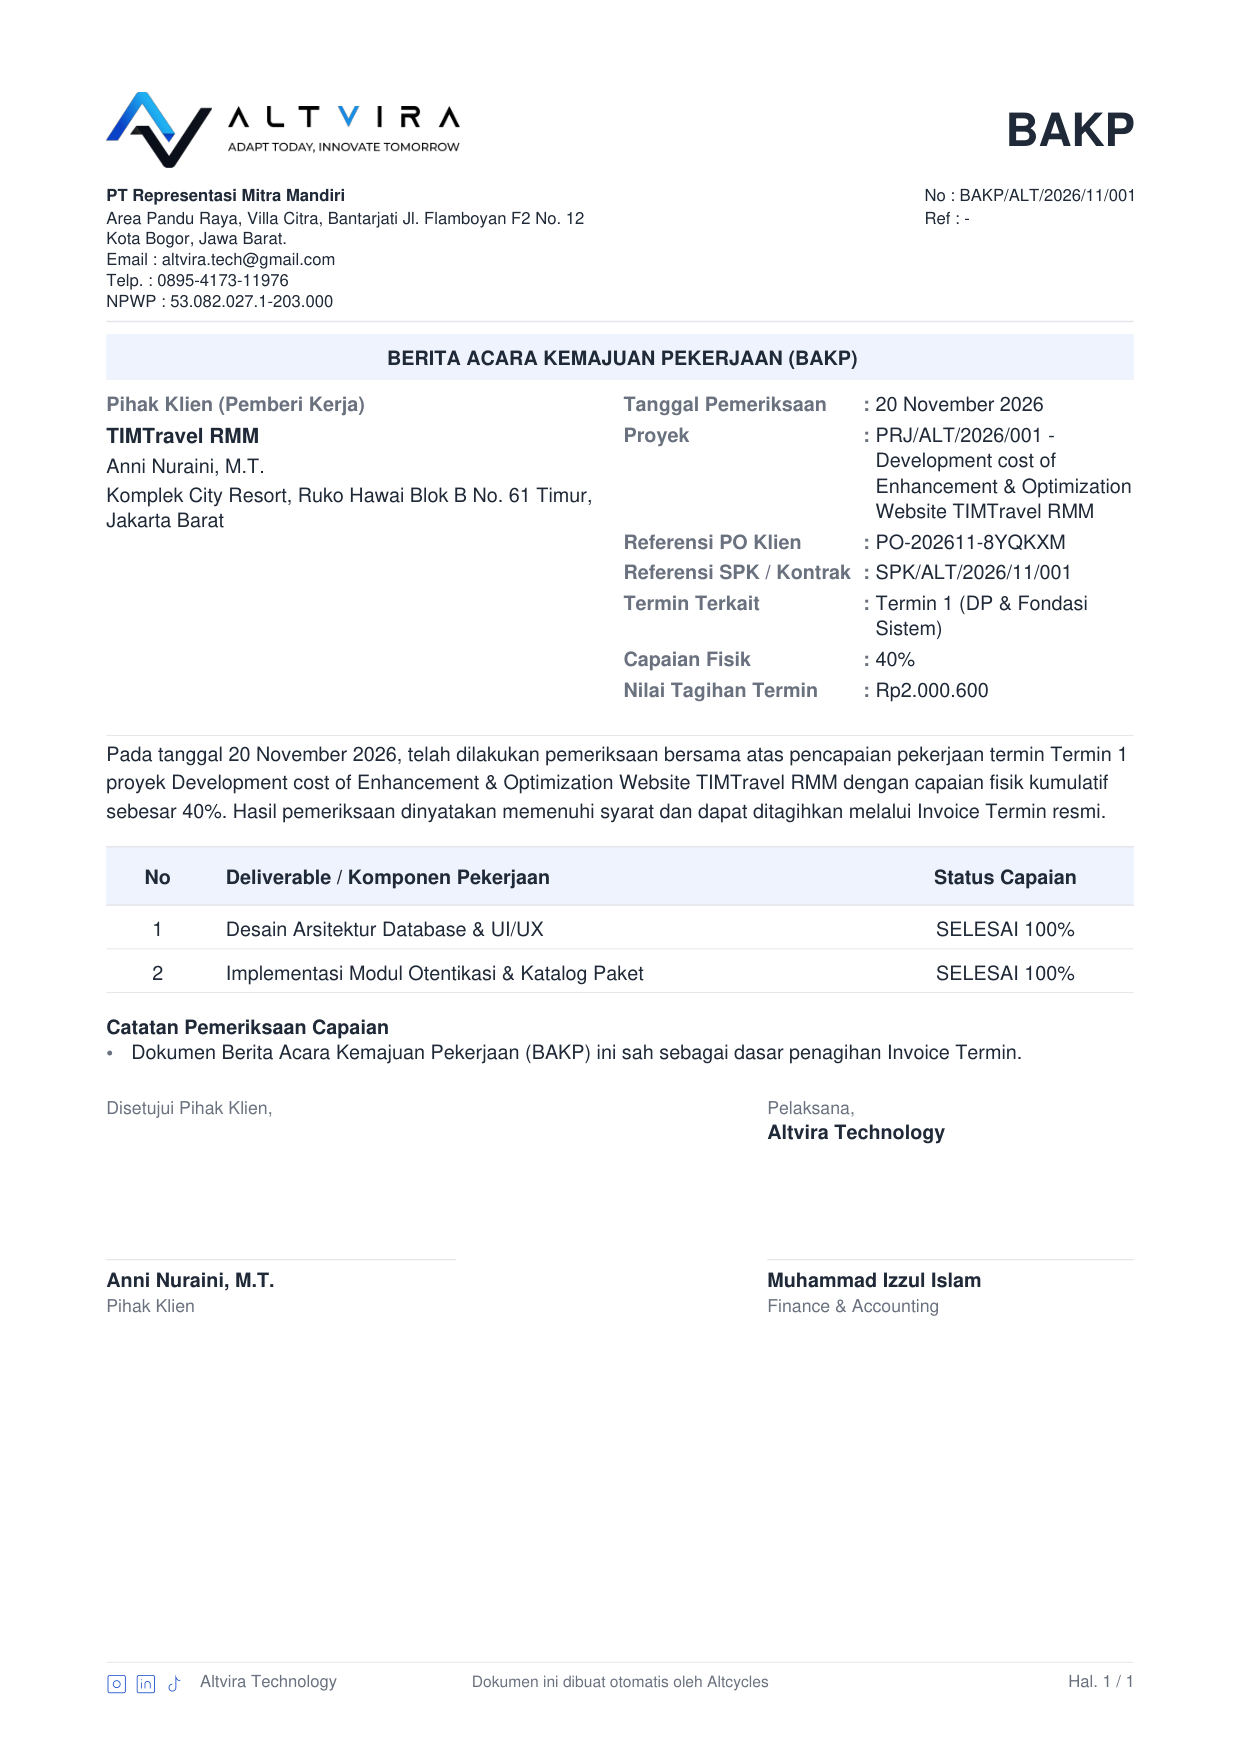 ALTVIRA
ADAPT TODAY, INNOVATE TOMORROW
BAKP
PT Representasi Mitra Mandiri
Area Pandu Raya, Villa Citra, Bantarjati Jl. Flamboyan F2 No. 12
Kota Bogor, Jawa Barat.
Email : altvira.tech@gmail.com
Telp. : 0895-4173-11976
NPWP : 53.082.027.1-203.000
No : BAKP/ALT/2026/11/001
Ref : -
BERITA ACARA KEMAJUAN PEKERJAAN (BAKP)
Pihak Klien (Pemberi Kerja)
TIMTravel RMM
Anni Nuraini, M.T.
Komplek City Resort, Ruko Hawai Blok B No. 61 Timur,
Jakarta Barat
Tanggal Pemeriksaan : 20 November 2026
Proyek : PRJ/ALT/2026/001 -
Development cost of
Enhancement & Optimization
Website TIMTravel RMM
Referensi PO Klien : PO-202611-8YQKXM
Referensi SPK / Kontrak : SPK/ALT/2026/11/001
Termin Terkait : Termin 1 (DP & Fondasi
Sistem)
Capaian Fisik : 40%
Nilai Tagihan Termin : Rp2.000.600
Pada tanggal 20 November 2026, telah dilakukan pemeriksaan bersama atas pencapaian pekerjaan termin Termin 1
proyek Development cost of Enhancement & Optimization Website TIMTravel RMM dengan capaian fisik kumulatif
sebesar 40%. Hasil pemeriksaan dinyatakan memenuhi syarat dan dapat ditagihkan melalui Invoice Termin resmi.
No Deliverable / Komponen Pekerjaan Status Capaian
1 Desain Arsitektur Database & UI/UX SELESAI 100%
2 Implementasi Modul Otentikasi & Katalog Paket SELESAI 100%
Catatan Pemeriksaan Capaian
• Dokumen Berita Acara Kemajuan Pekerjaan (BAKP) ini sah sebagai dasar penagihan Invoice Termin.
Disetujui Pihak Klien,
Pelaksana,
Altvira Technology
Anni Nuraini, M.T.
Pihak Klien
Muhammad Izzul Islam
Finance & Accounting
Altvira Technology Dokumen ini dibuat otomatis oleh Altcycles Hal. 1 / 1